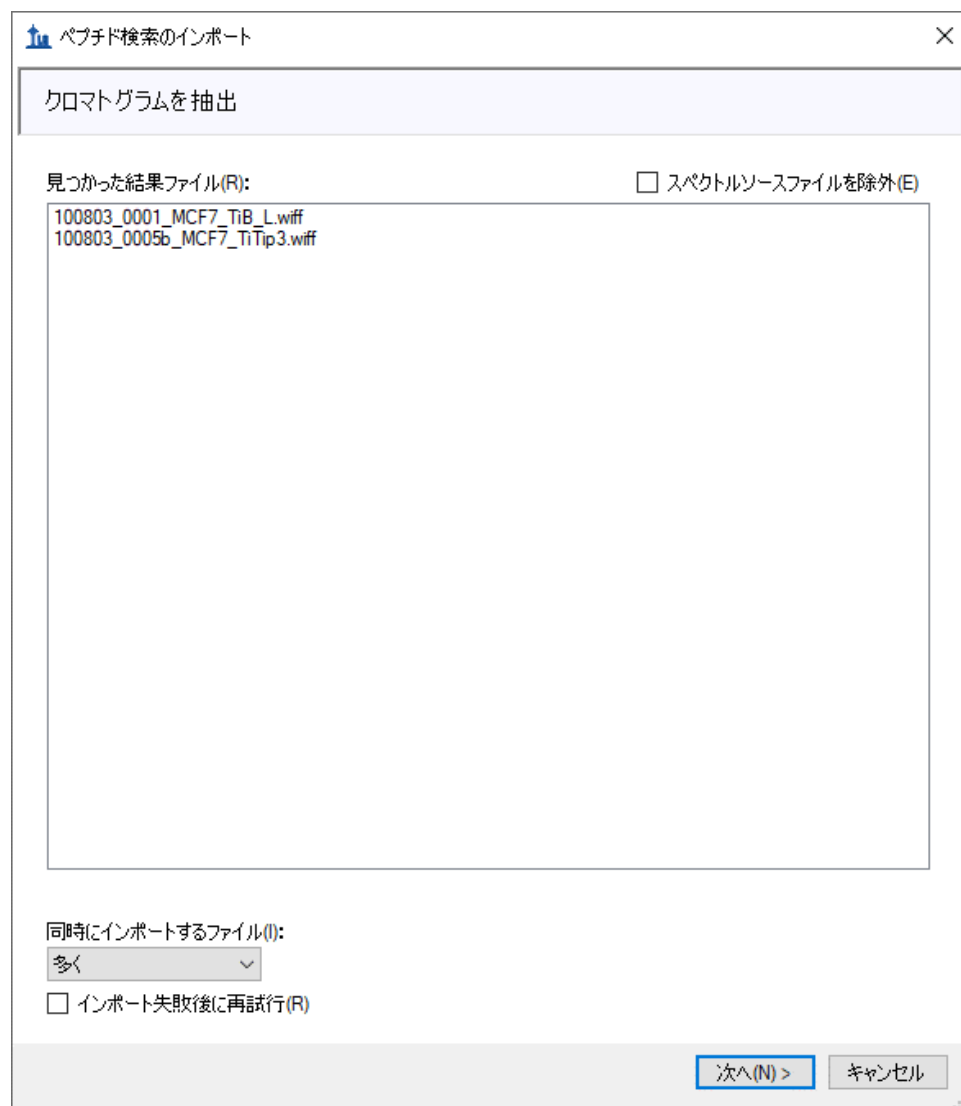 ペプチド検索のインポート
クロマトグラムを抽出
見つかった結果ファイル(R):
スペクトルソースファイルを除外(E)
100803_0001_MCF7_TiB_L.wiff
100803_0005b_MCF7_TiTip3.wiff
同時にインポートするファイル(I):
多く
インポート失敗後に再試行(R)
次へ(N) >
キャンセル